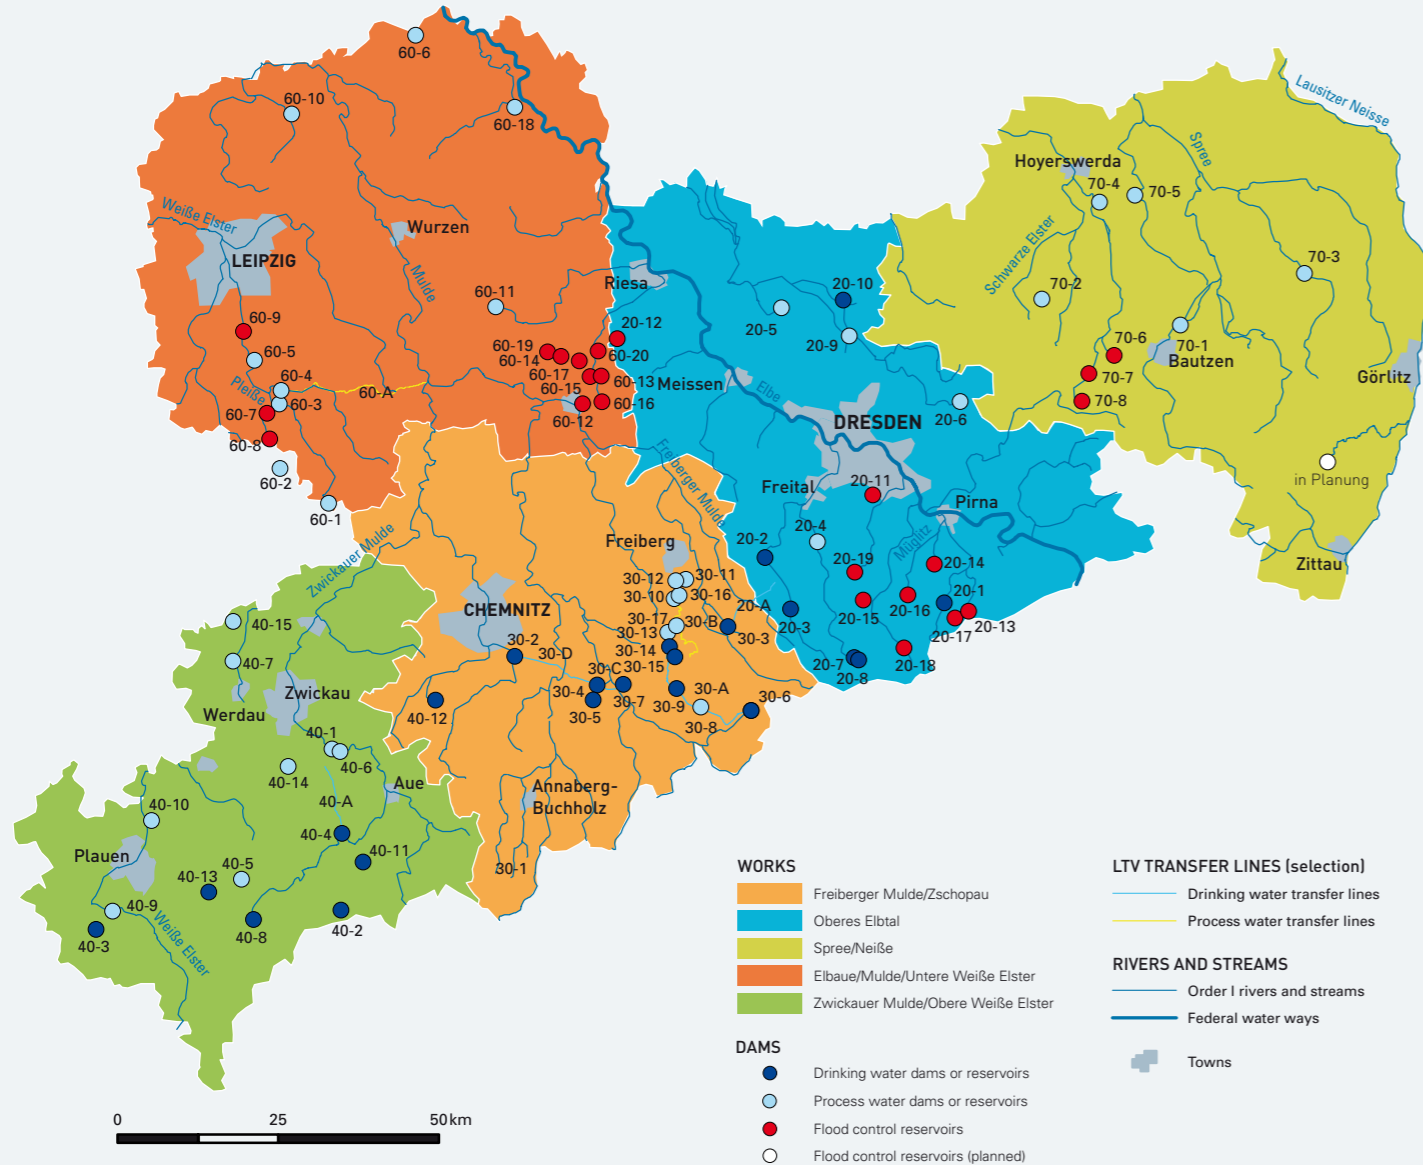 60-6
60-10
60-18
Lausitzer Neisse
Spree
Hoyerswerda
70-4
70-5
Weiße Elster
Wurzen
LEIPZIG
Mulde
Schwarze Elster
70-3
Riesa
70-2
60-11
20-10
20-5
20-12
60-9
20-9
60-19
60-14
60-20
70-6
70-1
Bautzen
60-5
60-17
60-13
70-7
Görlitz
60-4
Meissen
Elbe
Pleiße
60-A
60-15
60-3
60-16
70-8
60-7
60-12
20-6
DRESDEN
60-8
Freiberger Mulde
60-2
in Planung
Freital
20-11
60-1
Pirna
Zwickauer Mulde
20-4
Müglitz
Freiberg
20-2
Zittau
20-14
30-12
30-11
20-19
30-10
30-16
20-1
CHEMNITZ
20-A
20-16
40-15
30-17
30-B
20-15
20-3
20-13
30-13
30-3
20-17
30-2
30-14
30-D
40-7
30-C
30-15
20-7
20-18
20-8
Zwickau
30-4
30-A
30-6
Werdau
40-12
30-5
30-7
30-9
30-8
40-1
40-6
40-14
Aue
Annaberg-
Buchholz
40-10
40-A
40-4
Plauen
40-11
40-5
40-13
30-1
40-9
Weiße Elster
40-3
40-8
40-2
WORKS
Freiberger Mulde/Zschopau
Oberes Elbtal
Spree/Neiße
Elbaue/Mulde/Untere Weiße Elster
Zwickauer Mulde/Obere Weiße Elster
DAMS
Drinking water dams or reservoirs
Process water dams or reservoirs
Flood control reservoirs
Flood control reservoirs (planned)
LTV TRANSFER LINES (selection)
Drinking water transfer lines
Process water transfer lines
RIVERS AND STREAMS
Order I rivers and streams
Federal water ways
Towns
0
25
50 km